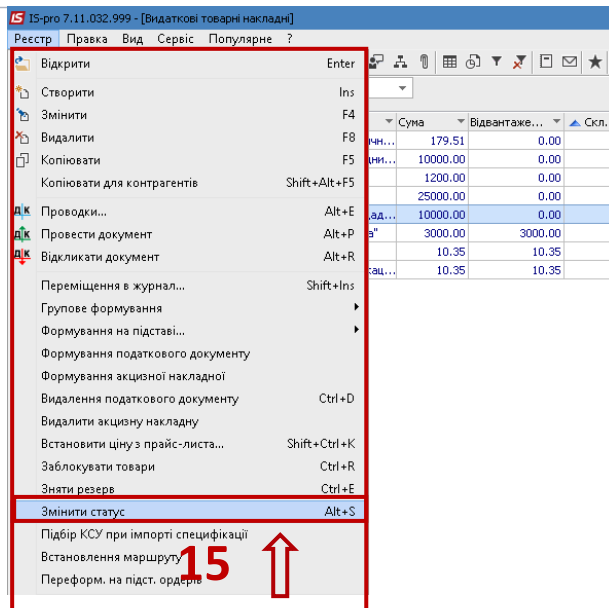 IS-pro 7.11.032.999 - [Видаткові товарні накладні]
Реєстр Правка Вид Сервіс Популярне ?
Відкрити Enter
Створити Ins
Змінити F4
Видалити F8
Копіювати F5
Копіювати для контрагентів Shift+Alt+F5
Проводки... Alt+E
Провести документ Alt+P
Відкликати документ Alt+R
Переміщення в журнал... Shift+Ins
Групове формування
Формування на підставі...
Формування податкового документу
Формування акцизної накладної
Видалення податкового документу Ctrl+D
Видалити акцизну накладну
Встановити ціну з прайс-листа... Shift+Ctrl+K
Заблокувати товари Ctrl+R
Зняти резерв Ctrl+E
Змінити статус Alt+S
Підбір КСУ при імпорті специфікації
Встановлення маршруту
Переформ. на підст. ордерів
15
Сума Відвантаже... Скл.
ичн... 179.51 0.00
дни... 10000.00 0.00
1200.00 0.00
25000.00 0.00
ад... 10000.00 0.00
а" 3000.00 3000.00
10.35 10.35
кац... 10.35 10.35